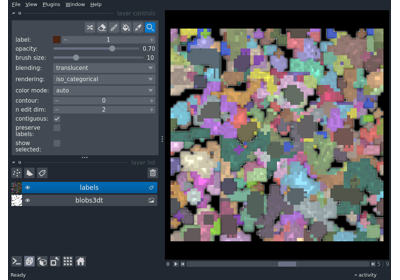 File View Plugins Window Help
layer controls
label: 1
opacity: 0.70
brush size: 10
blending: translucent
rendering: iso_categorical
color mode: auto
contour: 0
n edit dim: 2
contiguous:
preserve
labels:
show
selected:
layer list
labels
blobs3dt
activity